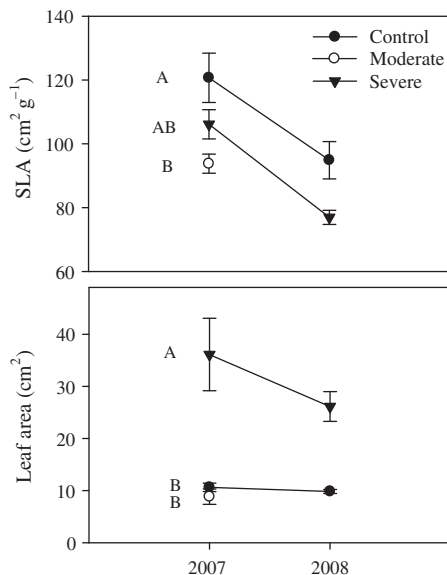 140
120
100
80
60
SLA (cm² g⁻¹)
Control
Moderate
Severe
A
AB
B
40
30
20
10
0
Leaf area (cm²)
A
B
B
2007 2008